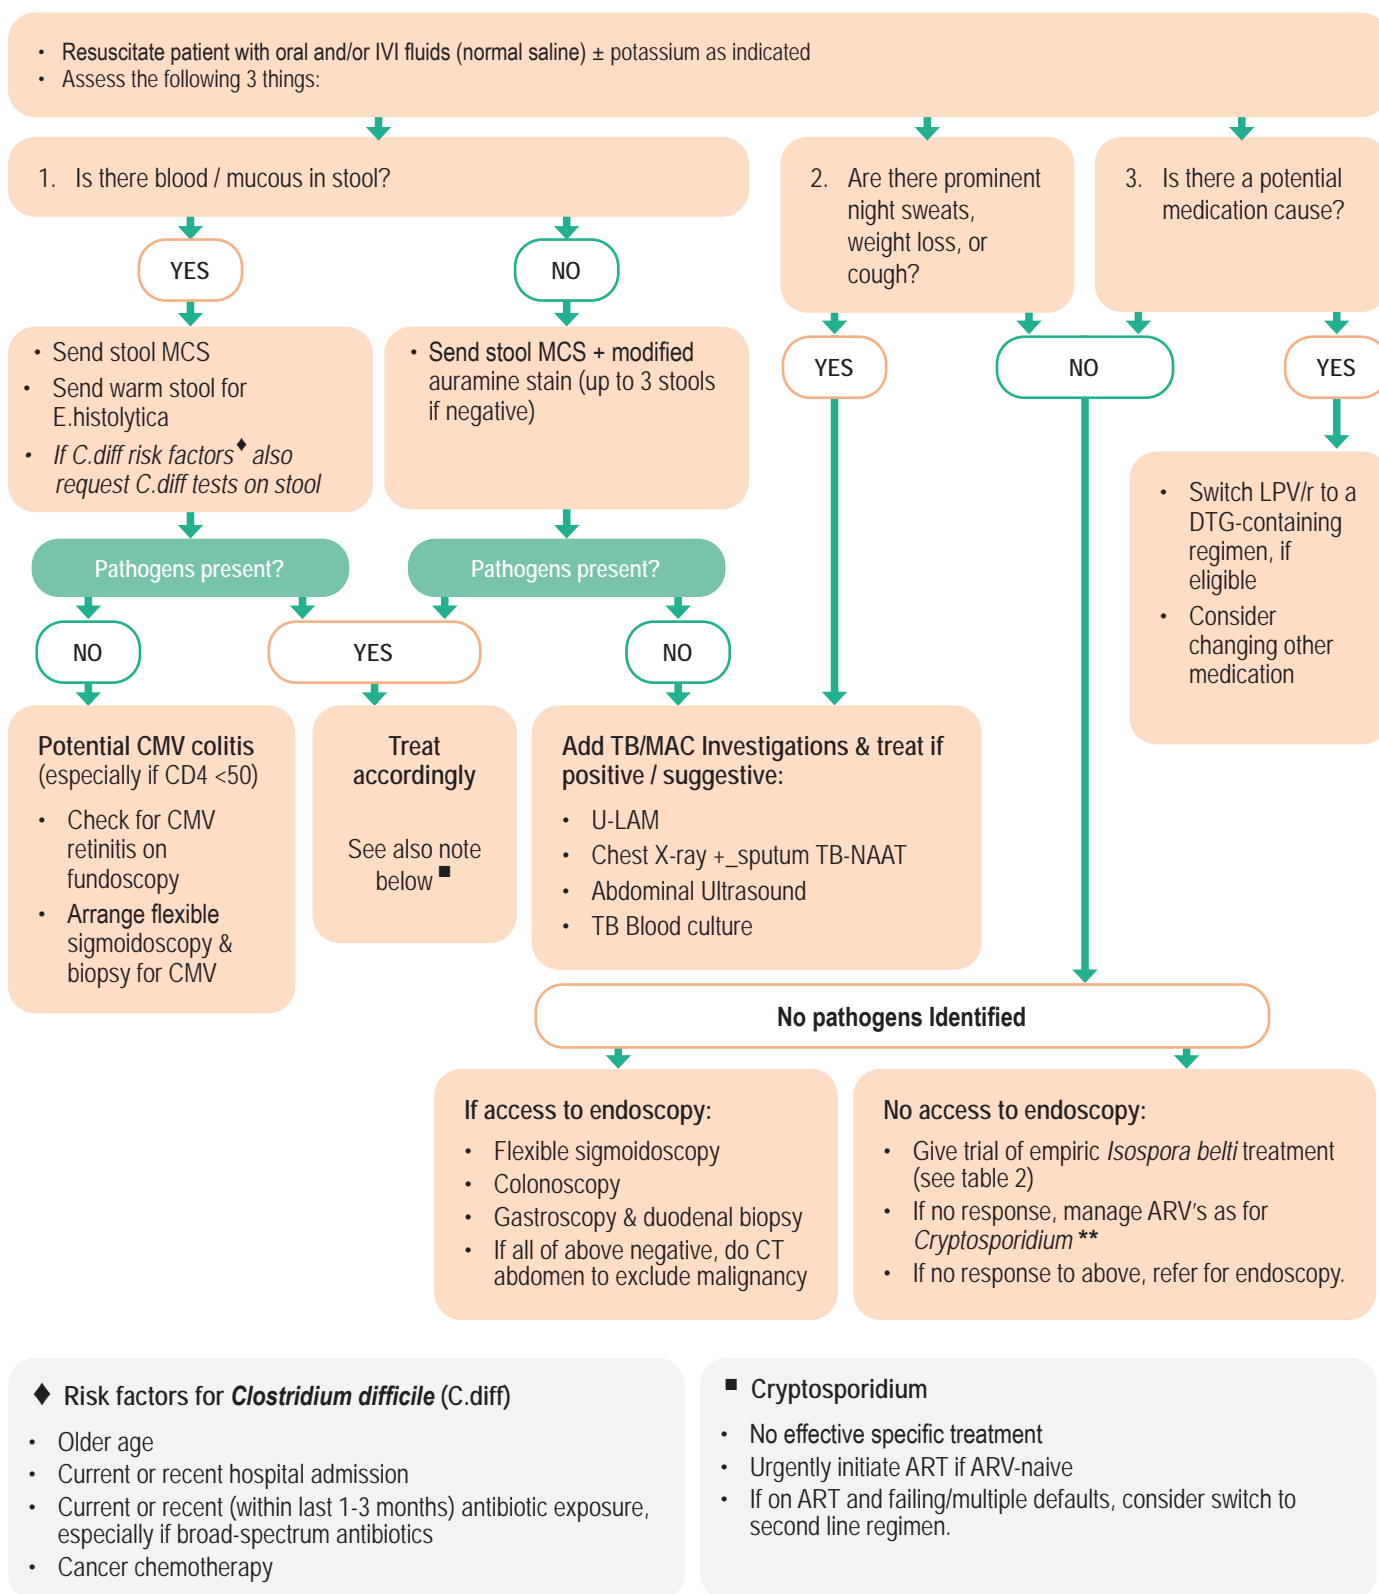 • Resuscitate patient with oral and/or IVI fluids (normal saline) ± potassium as indicated
• Assess the following 3 things:
1. Is there blood / mucous in stool?
2. Are there prominent
night sweats,
weight loss, or
cough?
3. Is there a potential
medication cause?
YES
NO
• Send stool MCS
• Send warm stool for
E.histolytica
• If C.diff risk factors♦ also
request C.diff tests on stool
• Send stool MCS + modified
auramine stain (up to 3 stools
if negative)
YES
NO
YES
• Switch LPV/r to a
DTG-containing
regimen, if
eligible
• Consider
changing other
medication
Pathogens present?
Pathogens present?
NO
YES
NO
Potential CMV colitis
(especially if CD4 <50)
• Check for CMV
retinitis on
fundoscopy
• Arrange flexible
sigmoidoscopy &
biopsy for CMV
Treat
accordingly
See also note
below ■
Add TB/MAC Investigations & treat if
positive / suggestive:
• U-LAM
• Chest X-ray +_sputum TB-NAAT
• Abdominal Ultrasound
• TB Blood culture
No pathogens Identified
If access to endoscopy:
• Flexible sigmoidoscopy
• Colonoscopy
• Gastroscopy & duodenal biopsy
• If all of above negative, do CT
abdomen to exclude malignancy
No access to endoscopy:
• Give trial of empiric Isospora belti treatment
(see table 2)
• If no response, manage ARV's as for
Cryptosporidium **
• If no response to above, refer for endoscopy.
♦ Risk factors for Clostridium difficile (C.diff)
• Older age
• Current or recent hospital admission
• Current or recent (within last 1-3 months) antibiotic exposure,
especially if broad-spectrum antibiotics
• Cancer chemotherapy
■ Cryptosporidium
• No effective specific treatment
• Urgently initiate ART if ARV-naive
• If on ART and failing/multiple defaults, consider switch to
second line regimen.